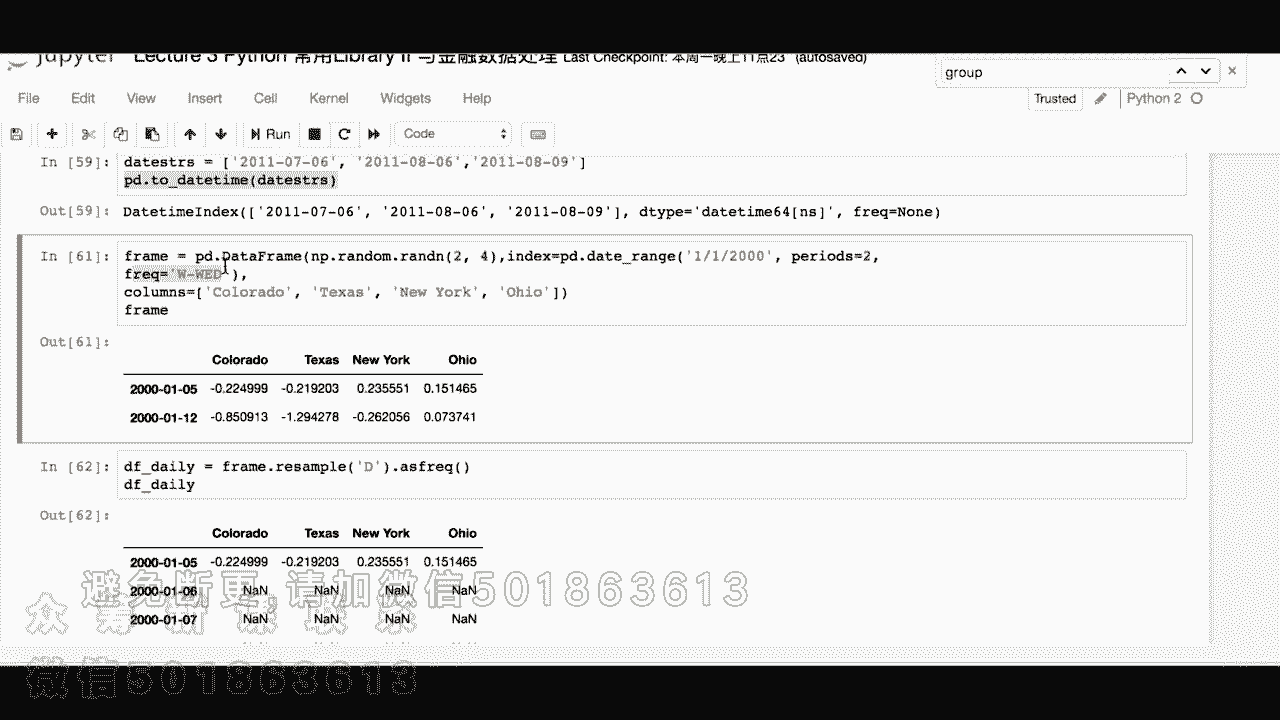 Jupyter Lecture 3 Python 常用Library II 与金融数据处理 Last Checkpoint: 本周一晚上11点23 (autosaved)
group
File Edit View Insert Cell Kernel Widgets Help
Trusted Python 2
Run Code
In [59]: datestrs = ['2011-07-06', '2011-08-06','2011-08-09']
pd.to_datetime(datestrs)
Out[59]: DatetimeIndex(['2011-07-06', '2011-08-06', '2011-08-09'], dtype='datetime64[ns]', freq=None)
In [61]: frame = pd.DataFrame(np.random.randn(2, 4),index=pd.date_range('1/1/2000', periods=2,
freq='W-WED'),
columns=['Colorado', 'Texas', 'New York', 'Ohio'])
frame
Out[61]:
Colorado Texas New York Ohio
2000-01-05 -0.224999 -0.219203 0.235551 0.151465
2000-01-12 -0.850913 -1.294278 -0.262056 0.073741
In [62]: df_daily = frame.resample('D').asfreq()
df_daily
Out[62]:
Colorado Texas New York Ohio
2000-01-05 -0.224999 -0.219203 0.235551 0.151465
2000-01-06 NaN NaN NaN NaN
2000-01-07 NaN NaN NaN NaN
避免断更,请加微信501863613
微信501863613